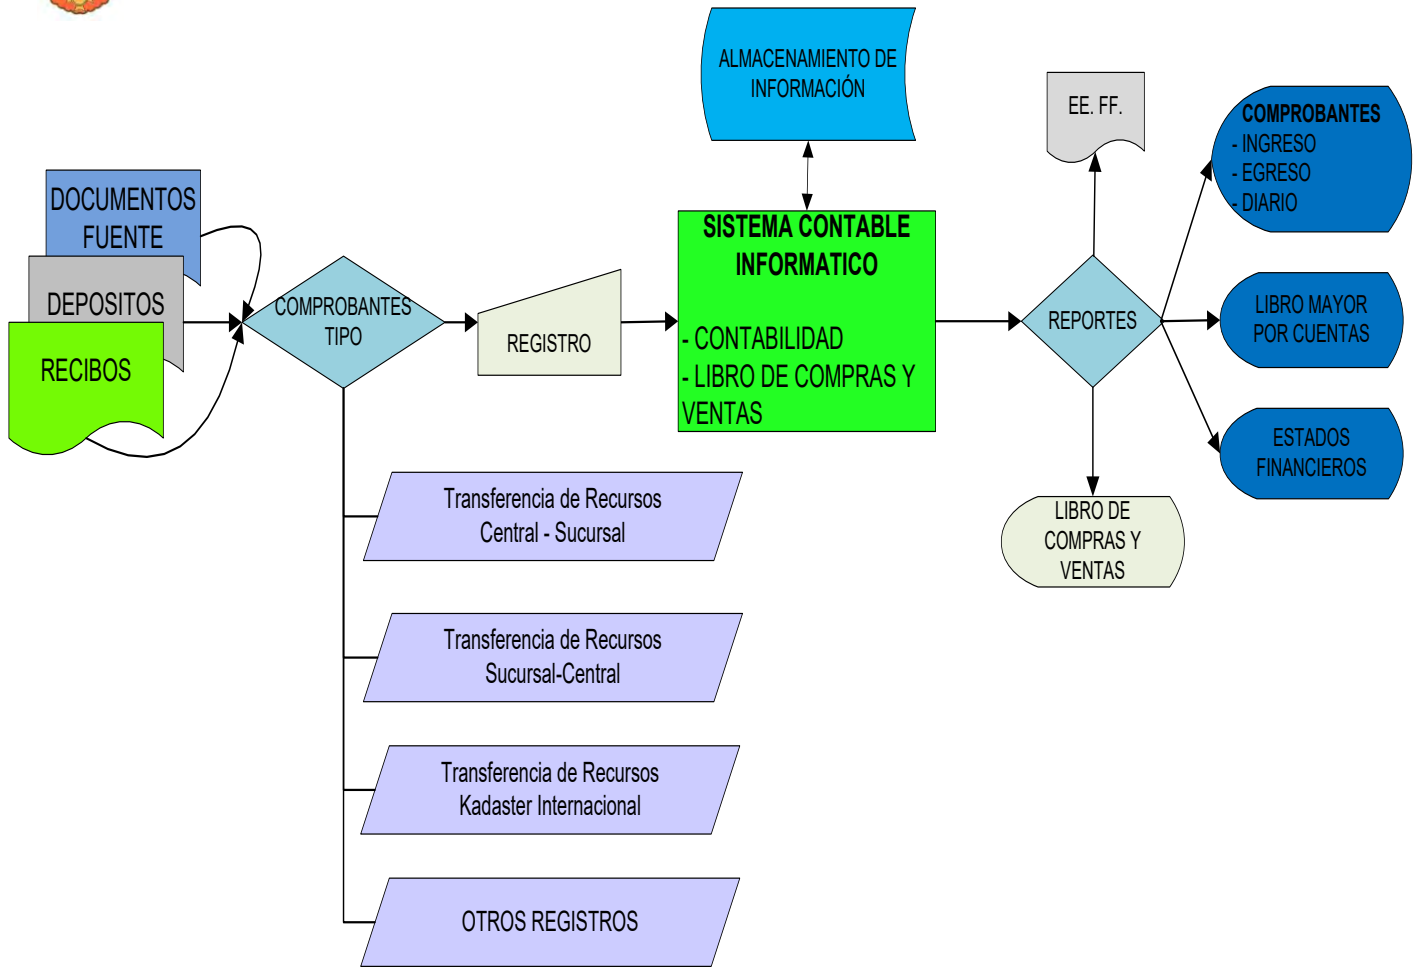 ALMACENAMIENTO DE
INFORMACIÓN
EE. FF.
COMPROBANTES
- INGRESO
- EGRESO
- DIARIO
DOCUMENTOS
FUENTE
DEPOSITOS
RECIBOS
COMPROBANTES
TIPO
REGISTRO
SISTEMA CONTABLE
INFORMATICO
- CONTABILIDAD
- LIBRO DE COMPRAS Y
VENTAS
REPORTES
LIBRO MAYOR
POR CUENTAS
ESTADOS
FINANCIEROS
LIBRO DE
COMPRAS Y
VENTAS
Transferencia de Recursos
Central - Sucursal
Transferencia de Recursos
Sucursal-Central
Transferencia de Recursos
Kadaster Internacional
OTROS REGISTROS